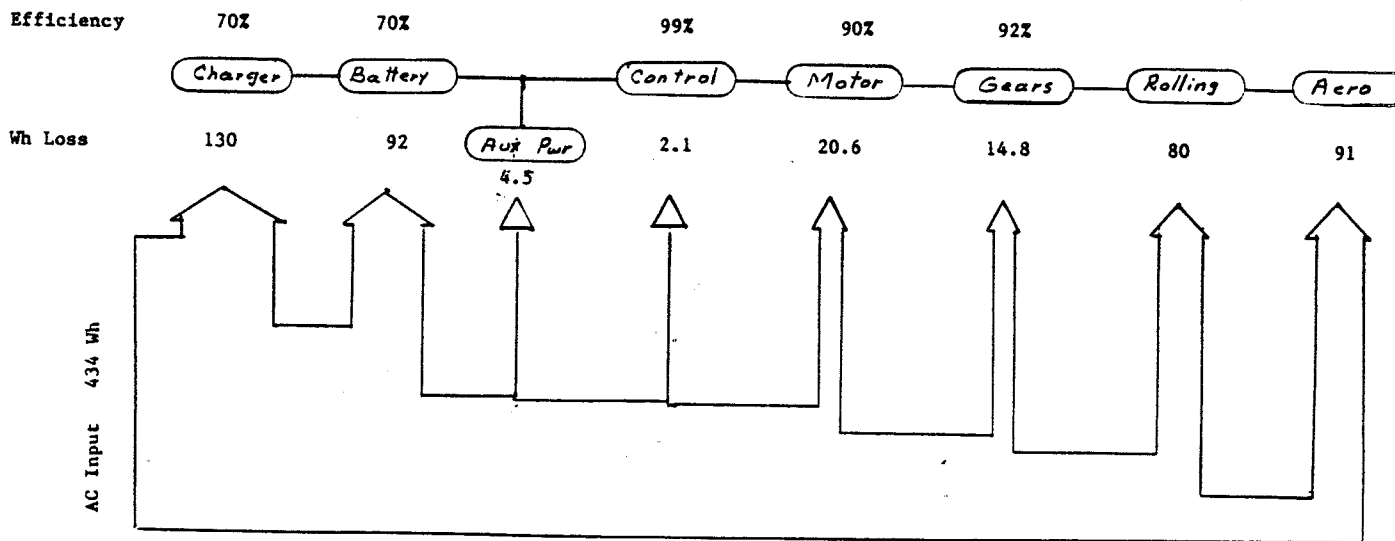 Efficiency 70% 70% 99% 90% 92%
Charger Battery Control Motor Gears Rolling Aero
Wh Loss 130 92 Aux Pwr 2.1 20.6 14.8 80 91
4.5
AC Input 434 Wh